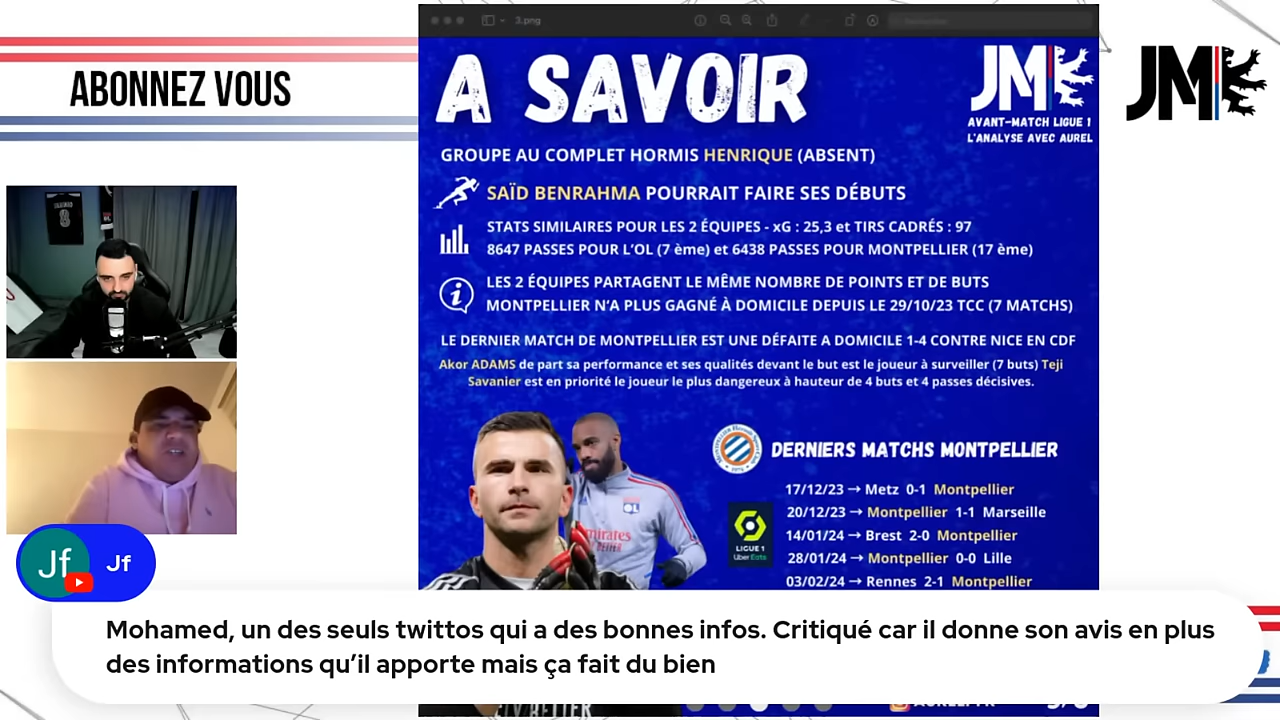 3.png
ABONNEZ VOUS
A SAVOIR
JM
AVANT-MATCH LIGUE 1
L'ANALYSE AVEC AUREL
JM
GROUPE AU COMPLET HORMIS HENRIQUE (ABSENT)
SAÏD BENRAHMA POURRAIT FAIRE SES DÉBUTS
STATS SIMILAIRES POUR LES 2 ÉQUIPES - xG : 25,3 et TIRS CADRÉS : 97
8647 PASSES POUR L'OL (7 ème) et 6438 PASSES POUR MONTPELLIER (17 ème)
LES 2 ÉQUIPES PARTAGENT LE MÊME NOMBRE DE POINTS ET DE BUTS
MONTPELLIER N'A PLUS GAGNÉ À DOMICILE DEPUIS LE 29/10/23 TCC (7 MATCHS)
LE DERNIER MATCH DE MONTPELLIER EST UNE DÉFAITE A DOMICILE 1-4 CONTRE NICE EN CDF
Akor ADAMS de part sa performance et ses qualités devant le but est le joueur à surveiller (7 buts) Teji
Savanier est en priorité le joueur le plus dangereux à hauteur de 4 buts et 4 passes décisives.
DERNIERS MATCHS MONTPELLIER
17/12/23 → Metz 0-1 Montpellier
20/12/23 → Montpellier 1-1 Marseille
14/01/24 → Brest 2-0 Montpellier
28/01/24 → Montpellier 0-0 Lille
03/02/24 → Rennes 2-1 Montpellier
LIGUE 1
Uber Eats
OL
Jf
Jf
Mohamed, un des seuls twittos qui a des bonnes infos. Critiqué car il donne son avis en plus
des informations qu'il apporte mais ça fait du bien